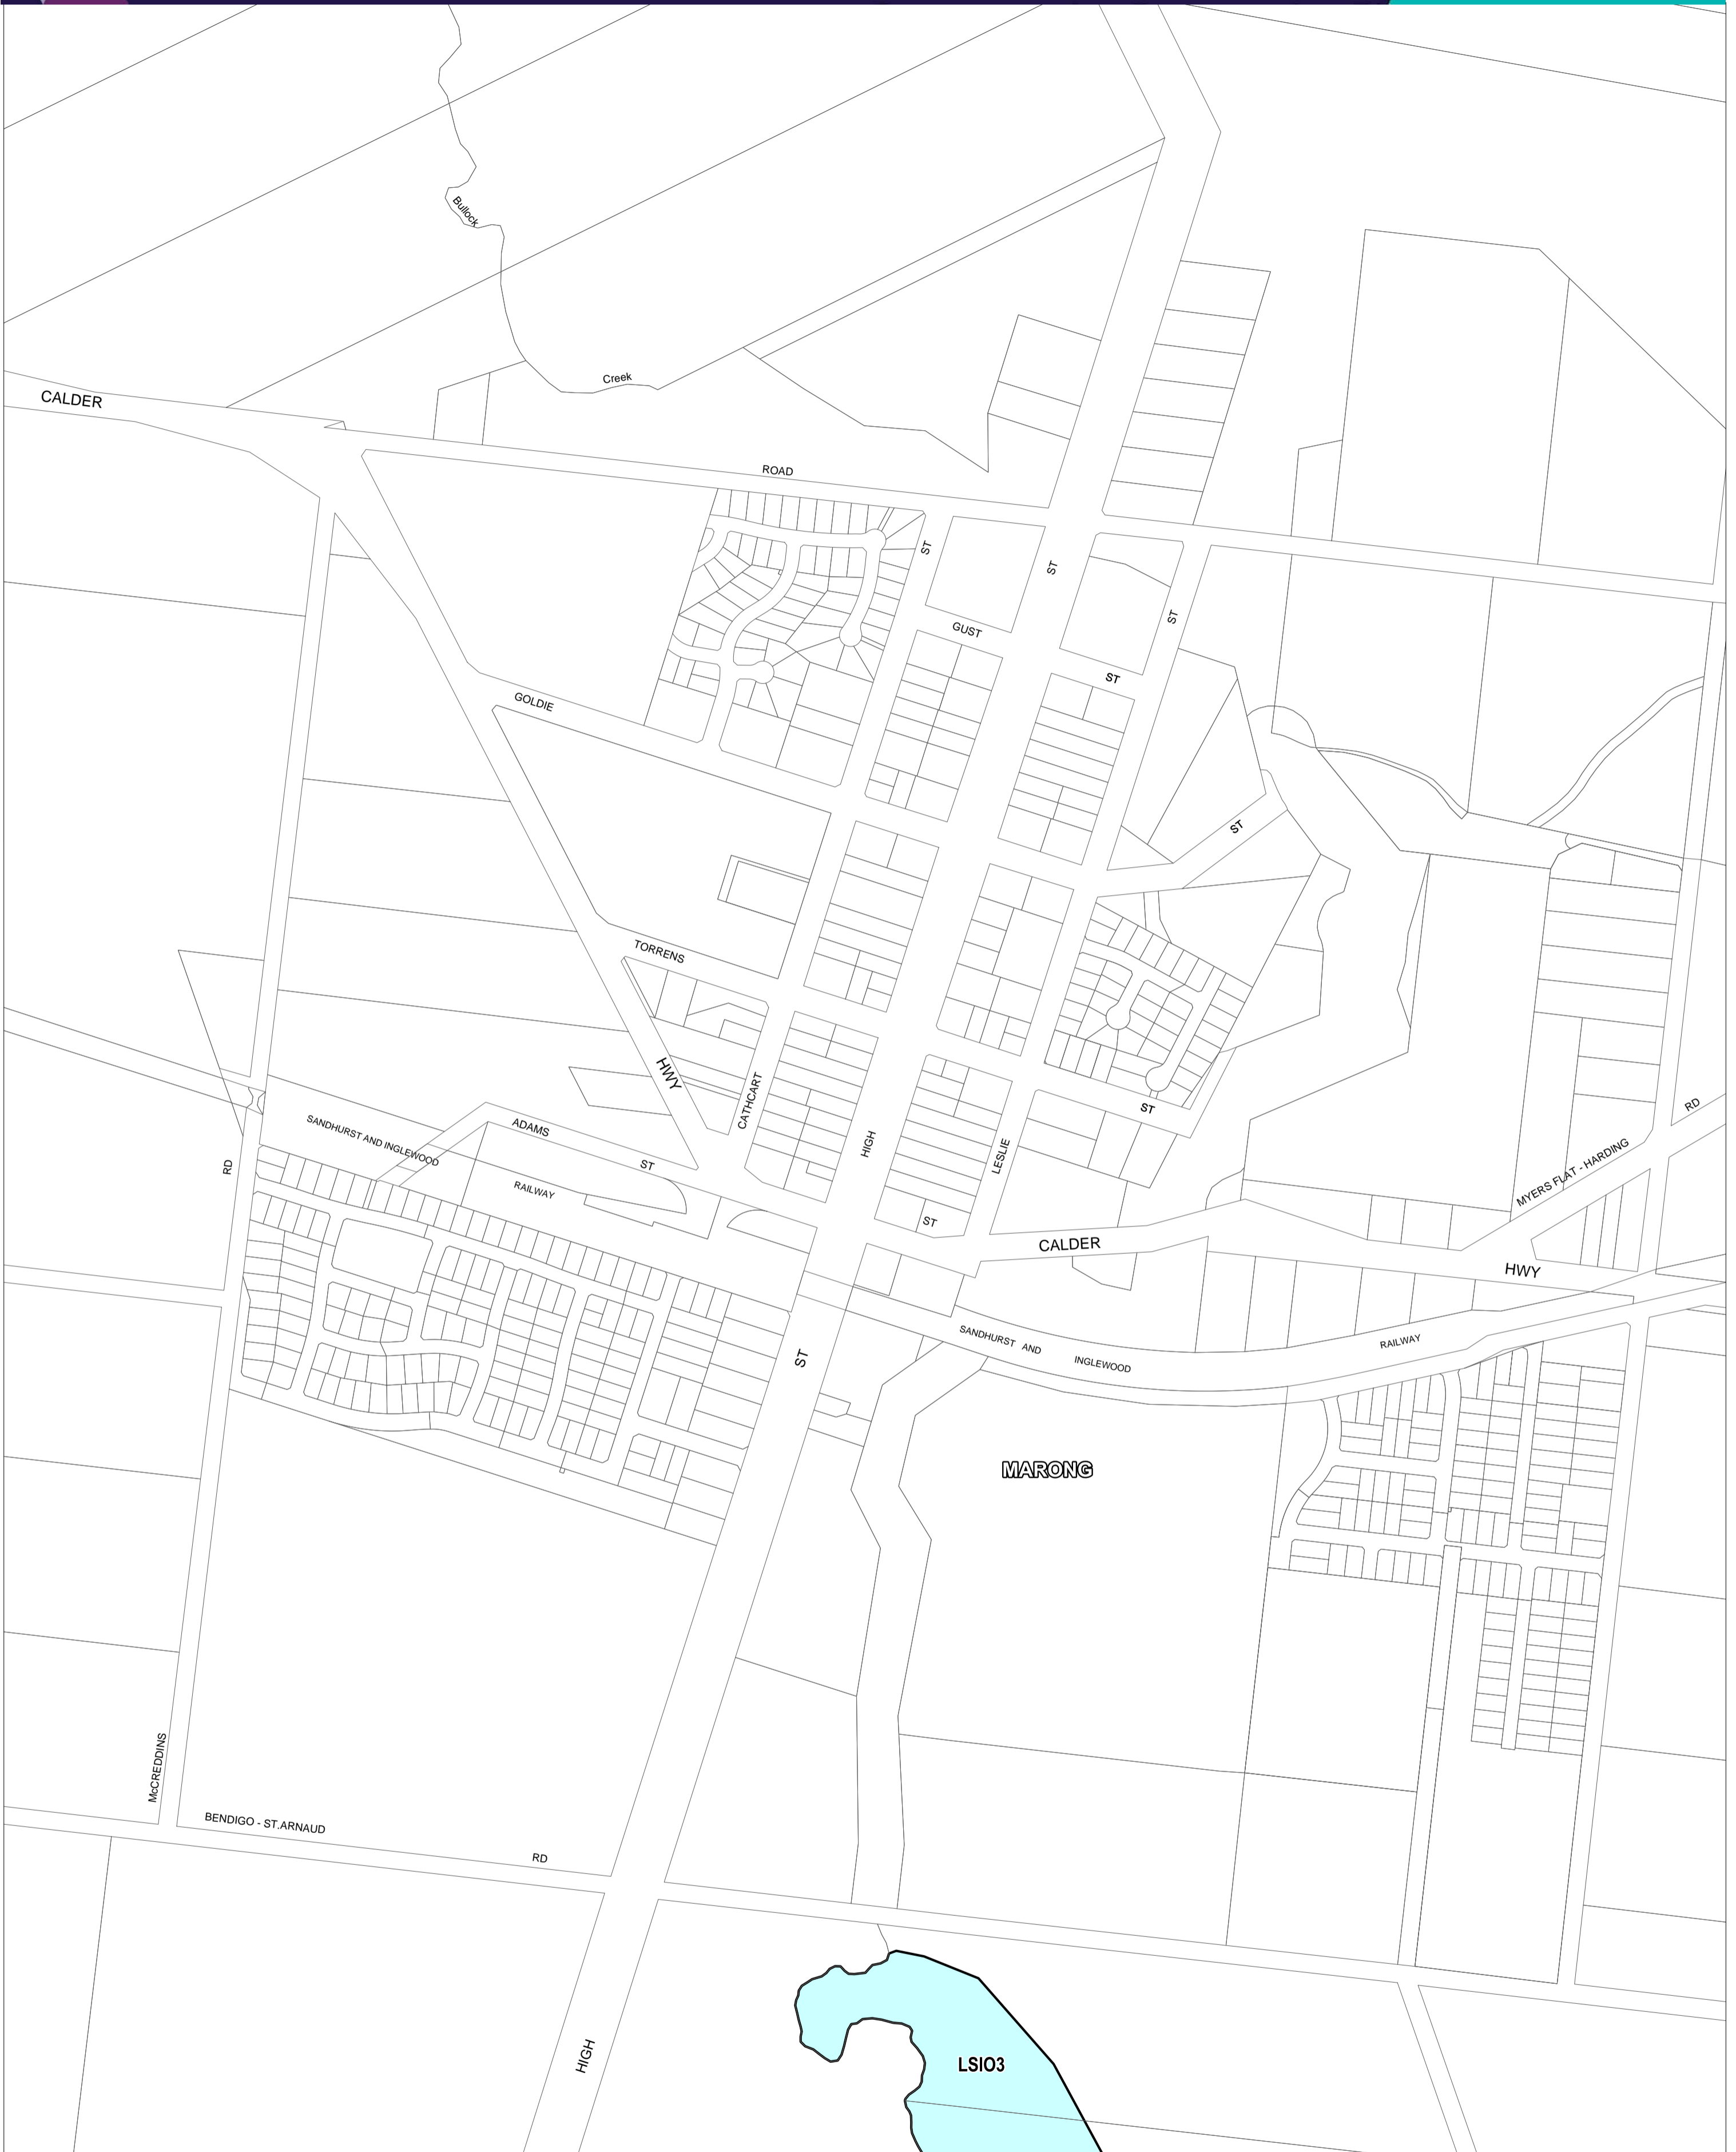 Bullock
Creek
CALDER
ROAD
ST
ST
ST
GUST
ST
GOLDIE
ST
TORRENS
HWY
CATHCART
ST
RD
ADAMS
SANDHURST AND INGLEWOOD
HIGH
LESLIE
RD
ST
MYERS FLAT - HARDING
RAILWAY
ST
CALDER
HWY
SANDHURST AND INGLEWOOD
RAILWAY
ST
MARONG
McCREDDINS
BENDIGO - ST.ARNAUD
RD
HIGH
LSIO3